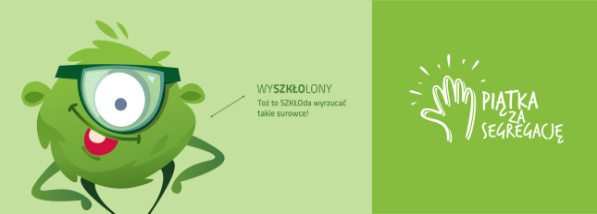 WYSZKŁOLONY
Toż to SZKŁOda wyrzucać
takie surowce!
PIĄTKA
ZA
SEGREGACJĘ